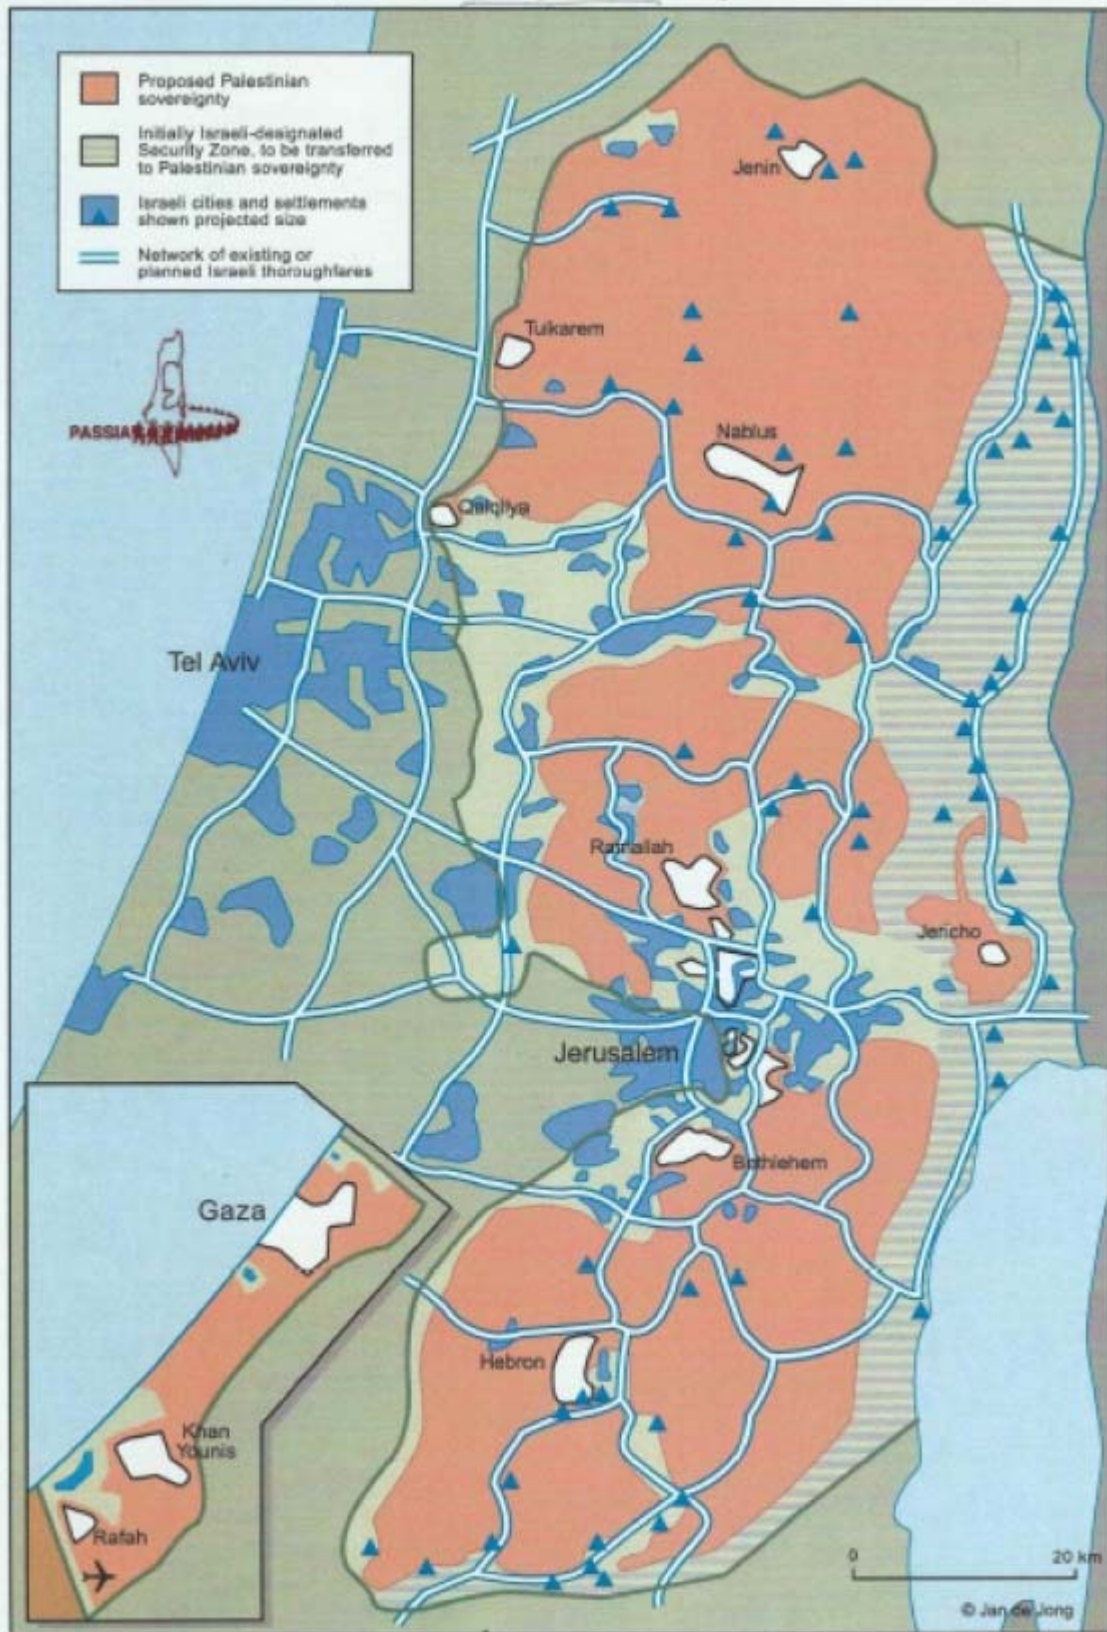 Proposed Palestinian
sovereignty
Initially Israeli-designated
Security Zone, to be transferred
to Palestinian sovereignty
Israeli cities and settlements
shown projected size
Network of existing or
planned Israeli thoroughfares
PASSIA
Jenin
Tulkarem
Nablus
Qalqilya
Tel Aviv
Ramallah
Jericho
Jerusalem
Bethlehem
Gaza
Hebron
Khan
Younis
Rafah
0 20 km
© Jan de Jong